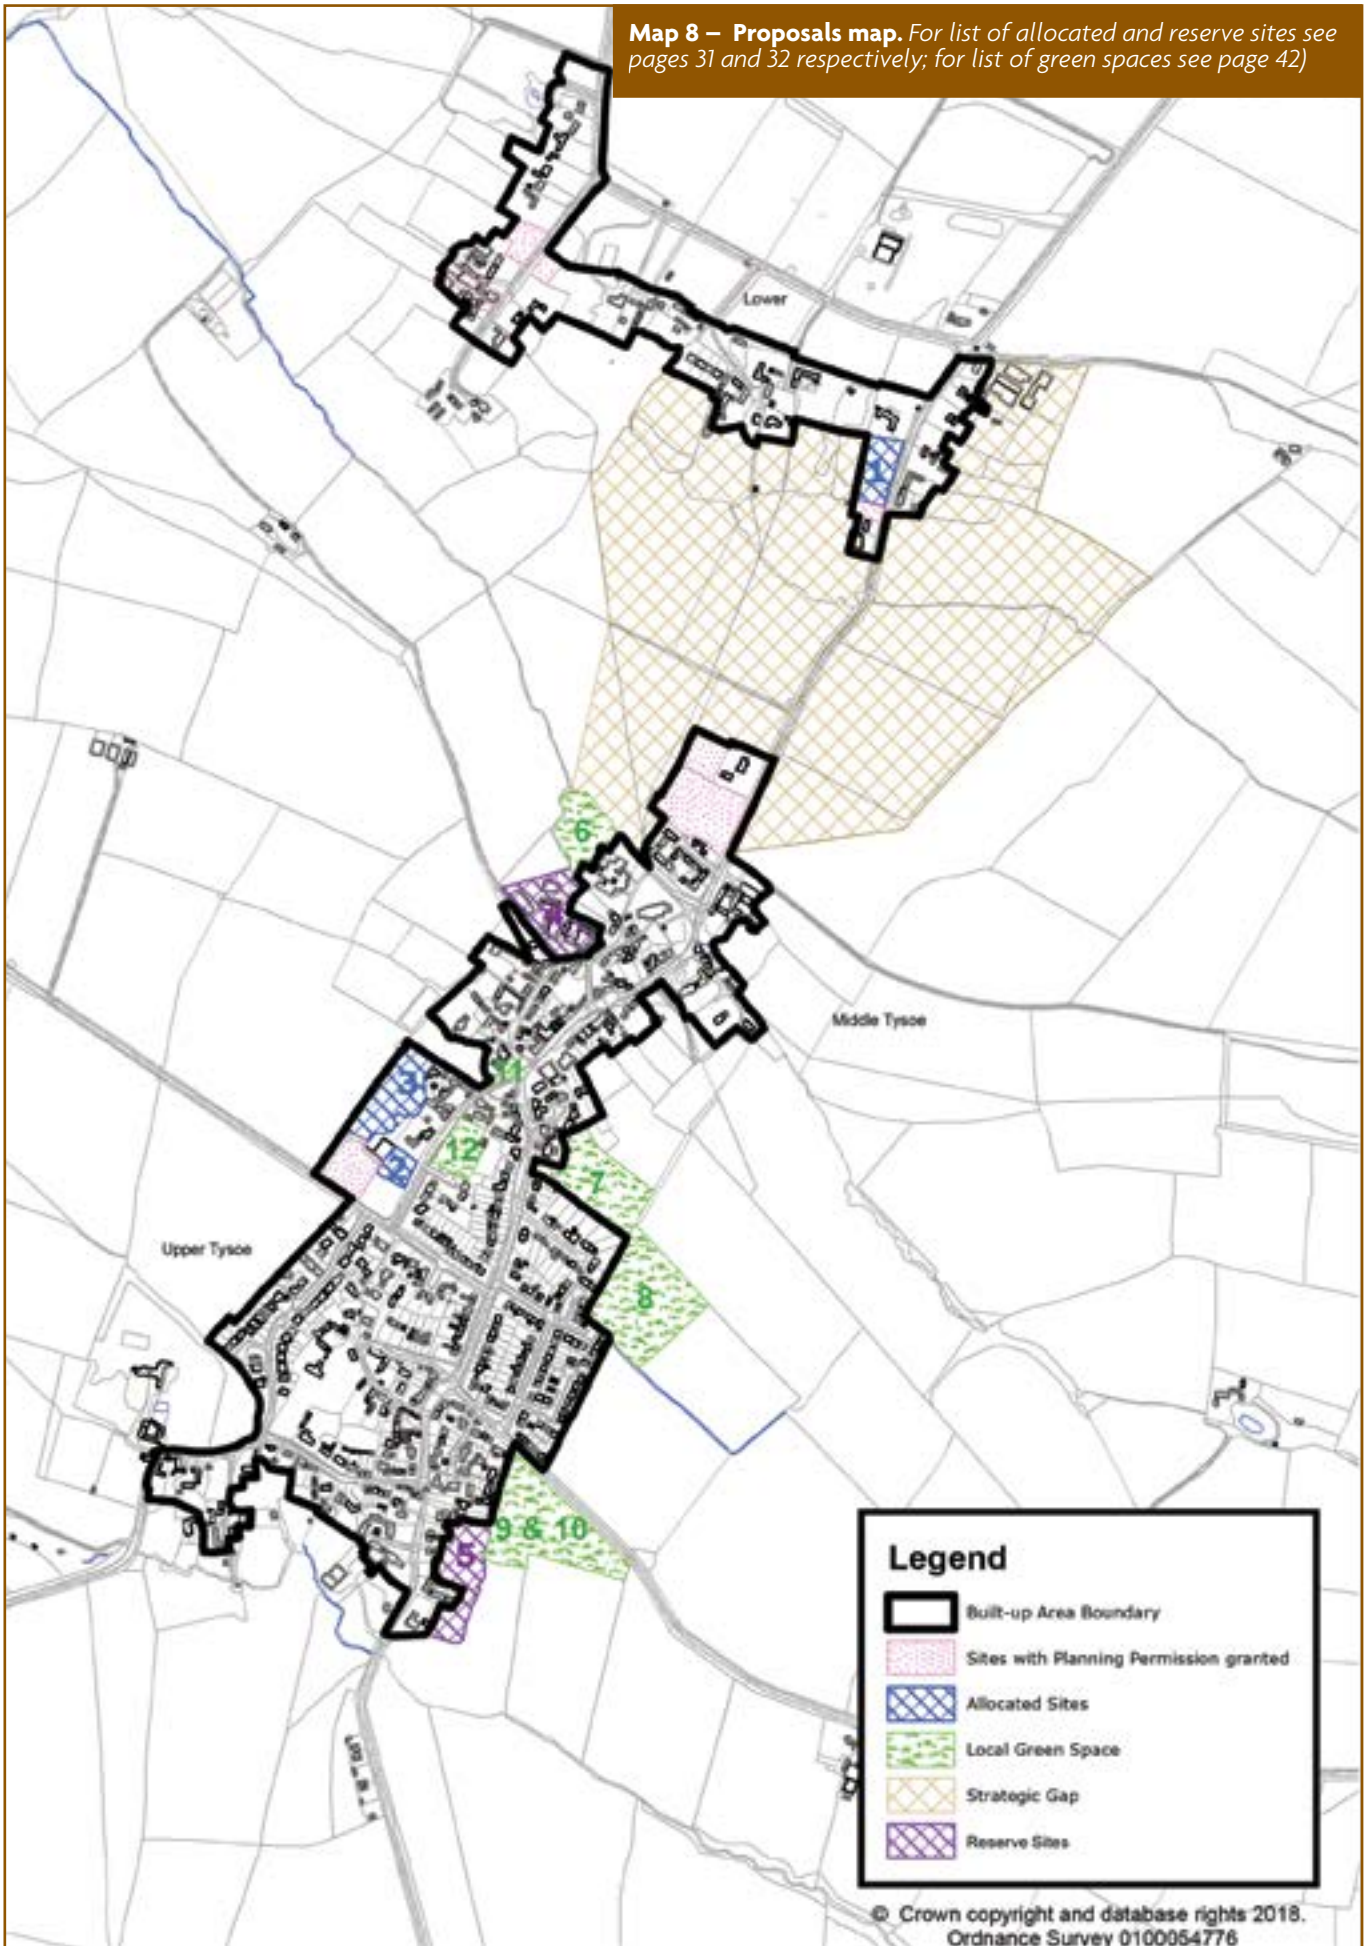 Map 8 – Proposals map. For list of allocated and reserve sites see
pages 31 and 32 respectively; for list of green spaces see page 42)
Lower
1
6
4
Middle Tysoe
11
3
12
2
7
Upper Tysoe
8
9 & 10
5
Legend
Built-up Area Boundary
Sites with Planning Permission granted
Allocated Sites
Local Green Space
Strategic Gap
Reserve Sites
© Crown copyright and database rights 2018.
Ordnance Survey 0100054776